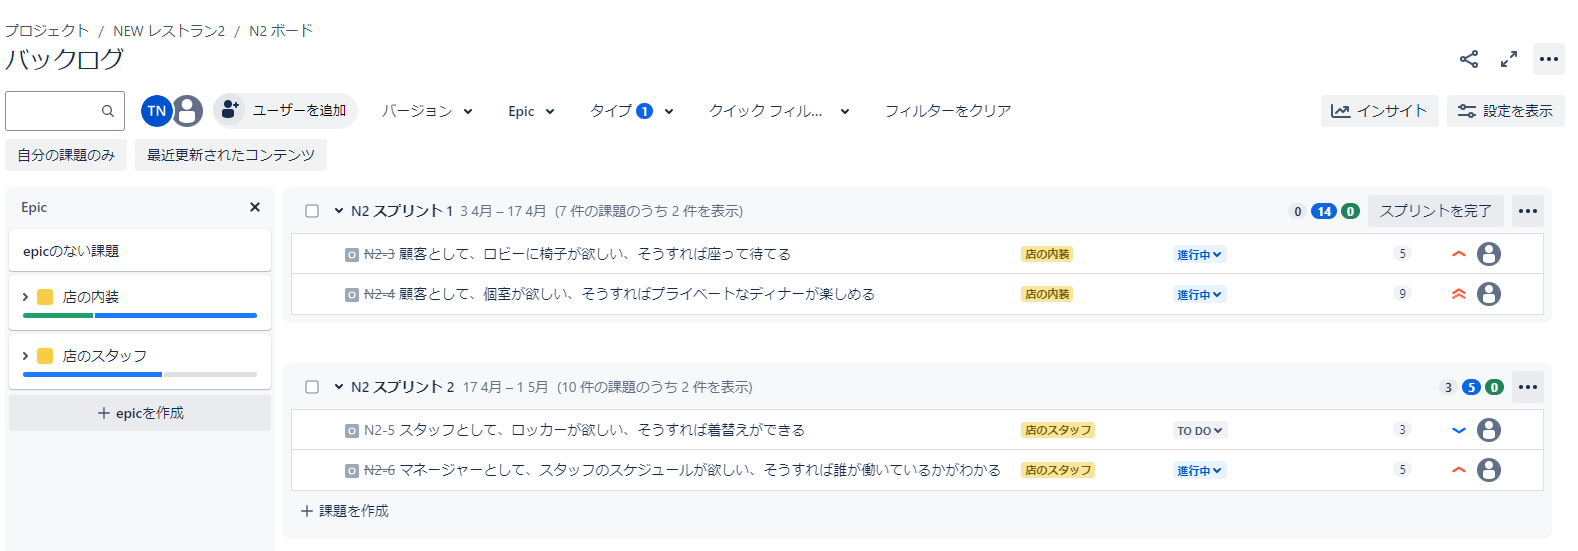 プロジェクト / NEW レストラン2 / N2 ボード
バックログ
TN ユーザーを追加 バージョン Epic タイプ 1 クイック フィル... フィルターをクリア インサイト 設定を表示
自分の課題のみ 最近更新されたコンテンツ
Epic
epicのない課題
店の内装
店のスタッフ
+ epicを作成
N2 スプリント 1 3 4月 – 17 4月 (7 件の課題のうち 2 件を表示) 0 14 0 スプリントを完了
N2-3 顧客として、ロビーに椅子が欲しい、そうすれば座って待てる 店の内装 進行中 5
N2-4 顧客として、個室が欲しい、そうすればプライベートなディナーが楽しめる 店の内装 進行中 9
N2 スプリント 2 17 4月 – 1 5月 (10 件の課題のうち 2 件を表示) 3 5 0
N2-5 スタッフとして、ロッカーが欲しい、そうすれば着替えができる 店のスタッフ TO DO 3
N2-6 マネージャーとして、スタッフのスケジュールが欲しい、そうすれば誰が働いているかがわかる 店のスタッフ 進行中 5
+ 課題を作成